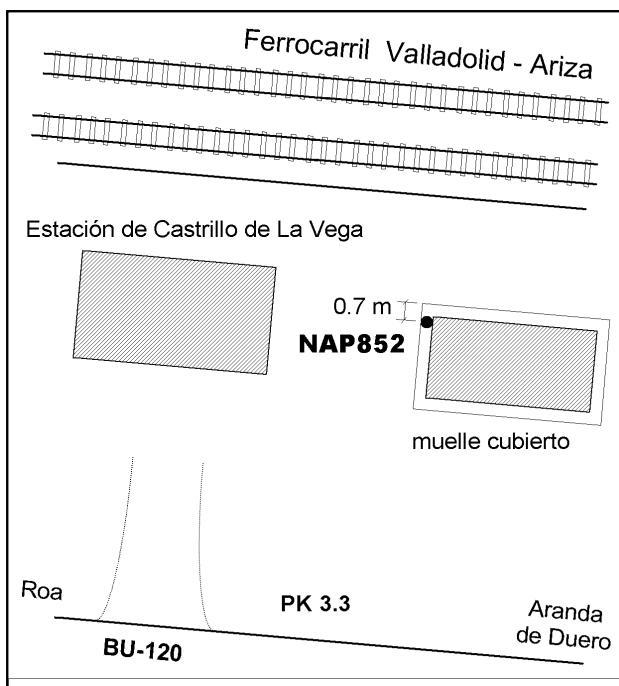 Ferrocarril Valladolid - Ariza
Estación de Castrillo de La Vega
0.7 m
NAP852
muelle cubierto
Roa
PK 3.3
Aranda
de Duero
BU-120